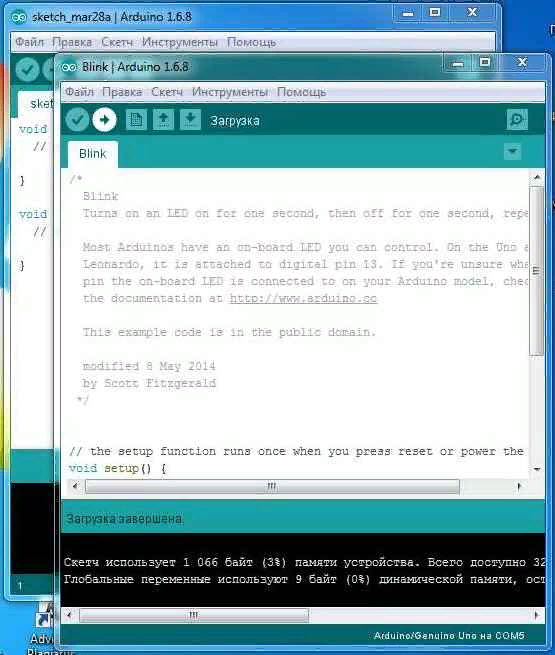 sketch_mar28a | Arduino 1.6.8
Файл Правка Скетч Инструменты Помощь
sket
void
//
}
void
//
}
1
Blink | Arduino 1.6.8
Файл Правка Скетч Инструменты Помощь
Загрузка
Blink
/*
Blink
Turns on an LED on for one second, then off for one second, repe
Most Arduinos have an on-board LED you can control. On the Uno a
Leonardo, it is attached to digital pin 13. If you're unsure wha
pin the on-board LED is connected to on your Arduino model, chec
the documentation at http://www.arduino.cc
This example code is in the public domain.
modified 8 May 2014
by Scott Fitzgerald
*/
// the setup function runs once when you press reset or power the
void setup() {
Загрузка завершена.
Скетч использует 1 066 байт (3%) памяти устройства. Всего доступно 32
Глобальные переменные используют 9 байт (0%) динамической памяти, ост
Arduino/Genuino Uno на COM5
Adv